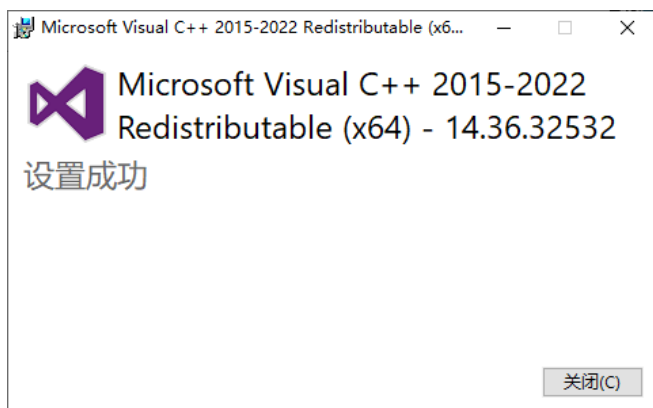 Microsoft Visual C++ 2015-2022 Redistributable (x6...
Microsoft Visual C++ 2015-2022
Redistributable (x64) - 14.36.32532
设置成功
关闭(C)